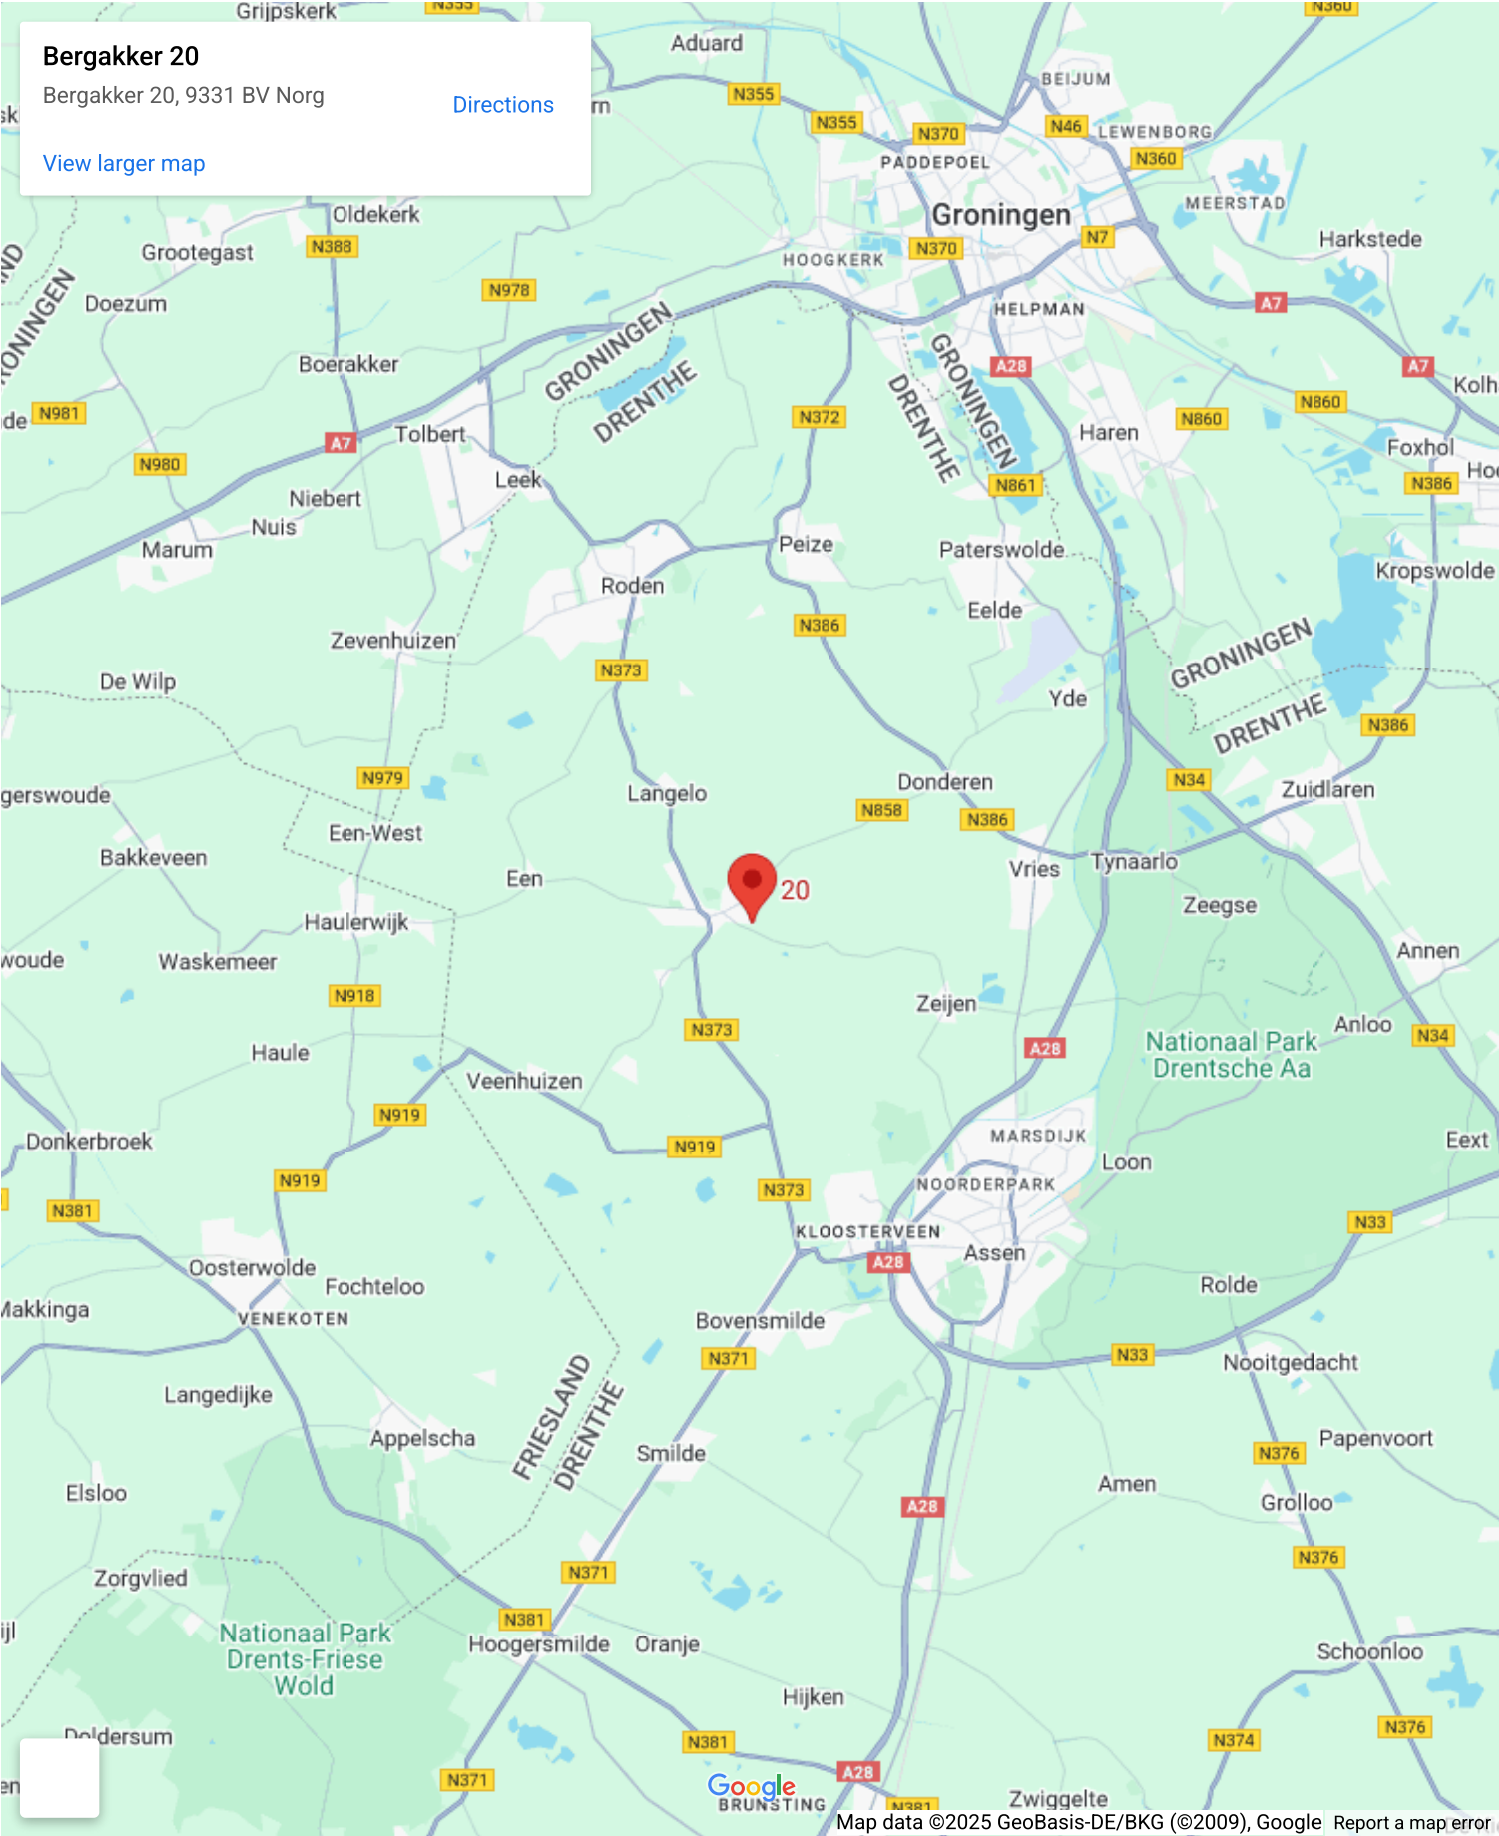 Grijpskerk
N355
N360
Bergakker 20
Bergakker 20, 9331 BV Norg
Directions
View larger map
Aduard
BEIJUM
N355
N355
N370
N46
LEWENBORG
N360
PADDEPOEL
MEERSTAD
Oldekerk
Groningen
Grootegast
N388
N370
N7
Harkstede
HOOGKERK
N978
Doezum
A7
HELPMAN
GRONINGEN
DRENTHE
GRONINGEN
DRENTHE
Boerakker
A28
A7
N981
N372
N860
N860
Tolbert
A7
Haren
Foxhol
N980
Leek
N861
N386
Niebert
Nuis
Marum
Peize
Paterswolde
Kropswolde
Roden
Eelde
N386
Zevenhuizen
GRONINGEN
DRENTHE
N373
De Wilp
Yde
N386
N979
Langelo
Donderen
N34
Zuidlaren
gerswoude
N858
N386
Een-West
Bakkeveen
Vries
Tynaarlo
Een
20
Zeegse
Haulerwijk
Annen
woude
Waskemeer
N918
Zeijen
N373
Anloo
N34
Haule
A28
Nationaal Park
Drentsche Aa
Veenhuizen
N919
Donkerbroek
N919
MARSDIJK
Eext
Loon
N919
N373
NOORDERPARK
N381
N33
KLOOSTERVEEN
Assen
A28
Oosterwolde
Fochteloo
Rolde
Makkinga
VENEKOTEN
Bovensmilde
N371
N33
Nooitgedacht
FRIESLAND
DRENTHE
Langedijke
Appelscha
Smilde
N376
Papenvoort
Elsloo
Amen
Grolloo
A28
N376
Zorgvlied
N371
N381
Nationaal Park
Drents-Friese
Wold
Hoogersmilde
Oranje
Schoonloo
Hijken
Doldersum
N381
N374
N376
N371
A28
Google
BRUNSTING
N381
Zwiggelte
Map data ©2025 GeoBasis-DE/BKG (©2009), Google
Report a map error